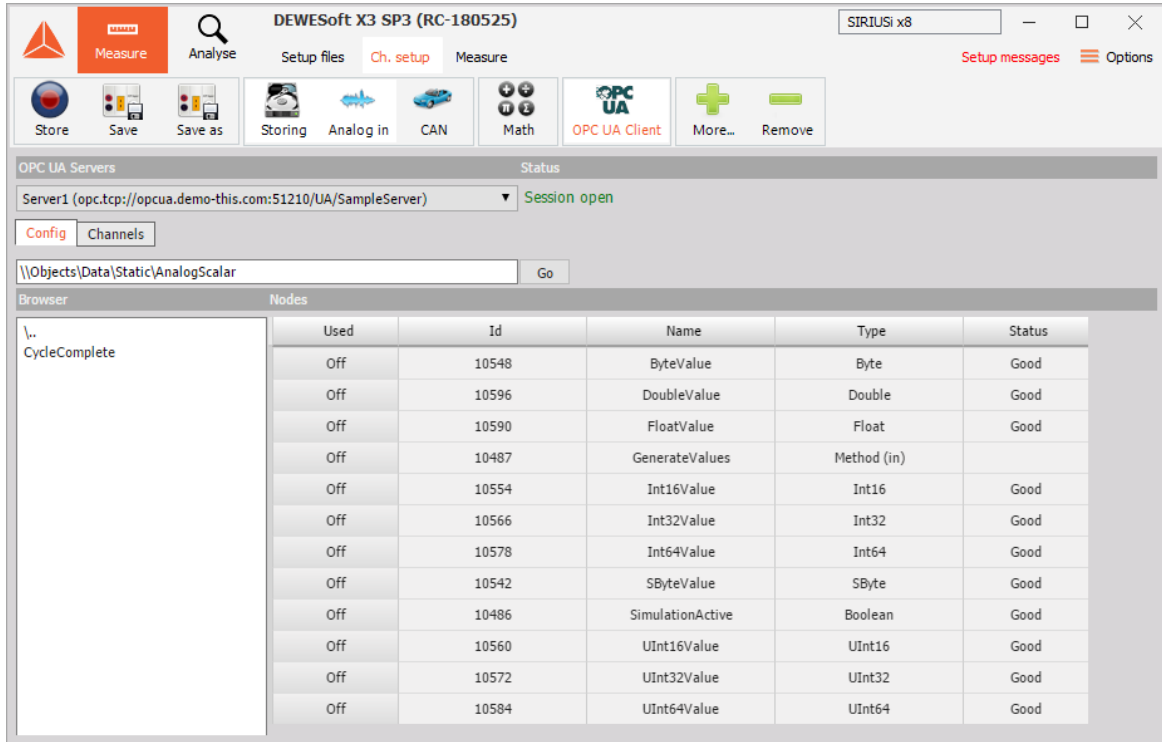 DEWESoft X3 SP3 (RC-180525) SIRIUSi x8
Measure Analyse Setup files Ch. setup Measure Setup messages Options
OPC UA
Store Save Save as Storing Analog in CAN Math OPC UA Client More... Remove
OPC UA Servers Status
Server1 (opc.tcp://opcua.demo-this.com:51210/UA/SampleServer) Session open
Config Channels
\\Objects\Data\Static\AnalogScalar Go
Browser Nodes
\.. Used Id Name Type Status
CycleComplete Off 10548 ByteValue Byte Good
Off 10596 DoubleValue Double Good
Off 10590 FloatValue Float Good
Off 10487 GenerateValues Method (in)
Off 10554 Int16Value Int16 Good
Off 10566 Int32Value Int32 Good
Off 10578 Int64Value Int64 Good
Off 10542 SByteValue SByte Good
Off 10486 SimulationActive Boolean Good
Off 10560 UInt16Value UInt16 Good
Off 10572 UInt32Value UInt32 Good
Off 10584 UInt64Value UInt64 Good